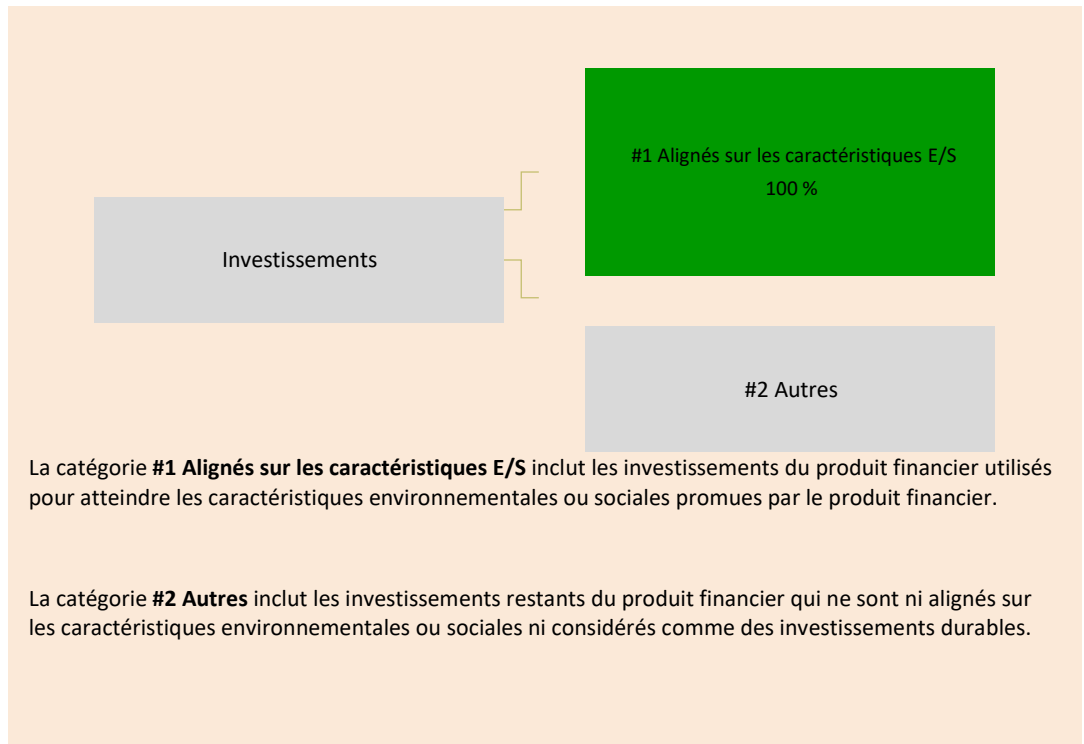 #1 Alignés sur les caractéristiques E/S
100 %
Investissements
#2 Autres
La catégorie #1 Alignés sur les caractéristiques E/S inclut les investissements du produit financier utilisés
pour atteindre les caractéristiques environnementales ou sociales promues par le produit financier.
La catégorie #2 Autres inclut les investissements restants du produit financier qui ne sont ni alignés sur
les caractéristiques environnementales ou sociales ni considérés comme des investissements durables.